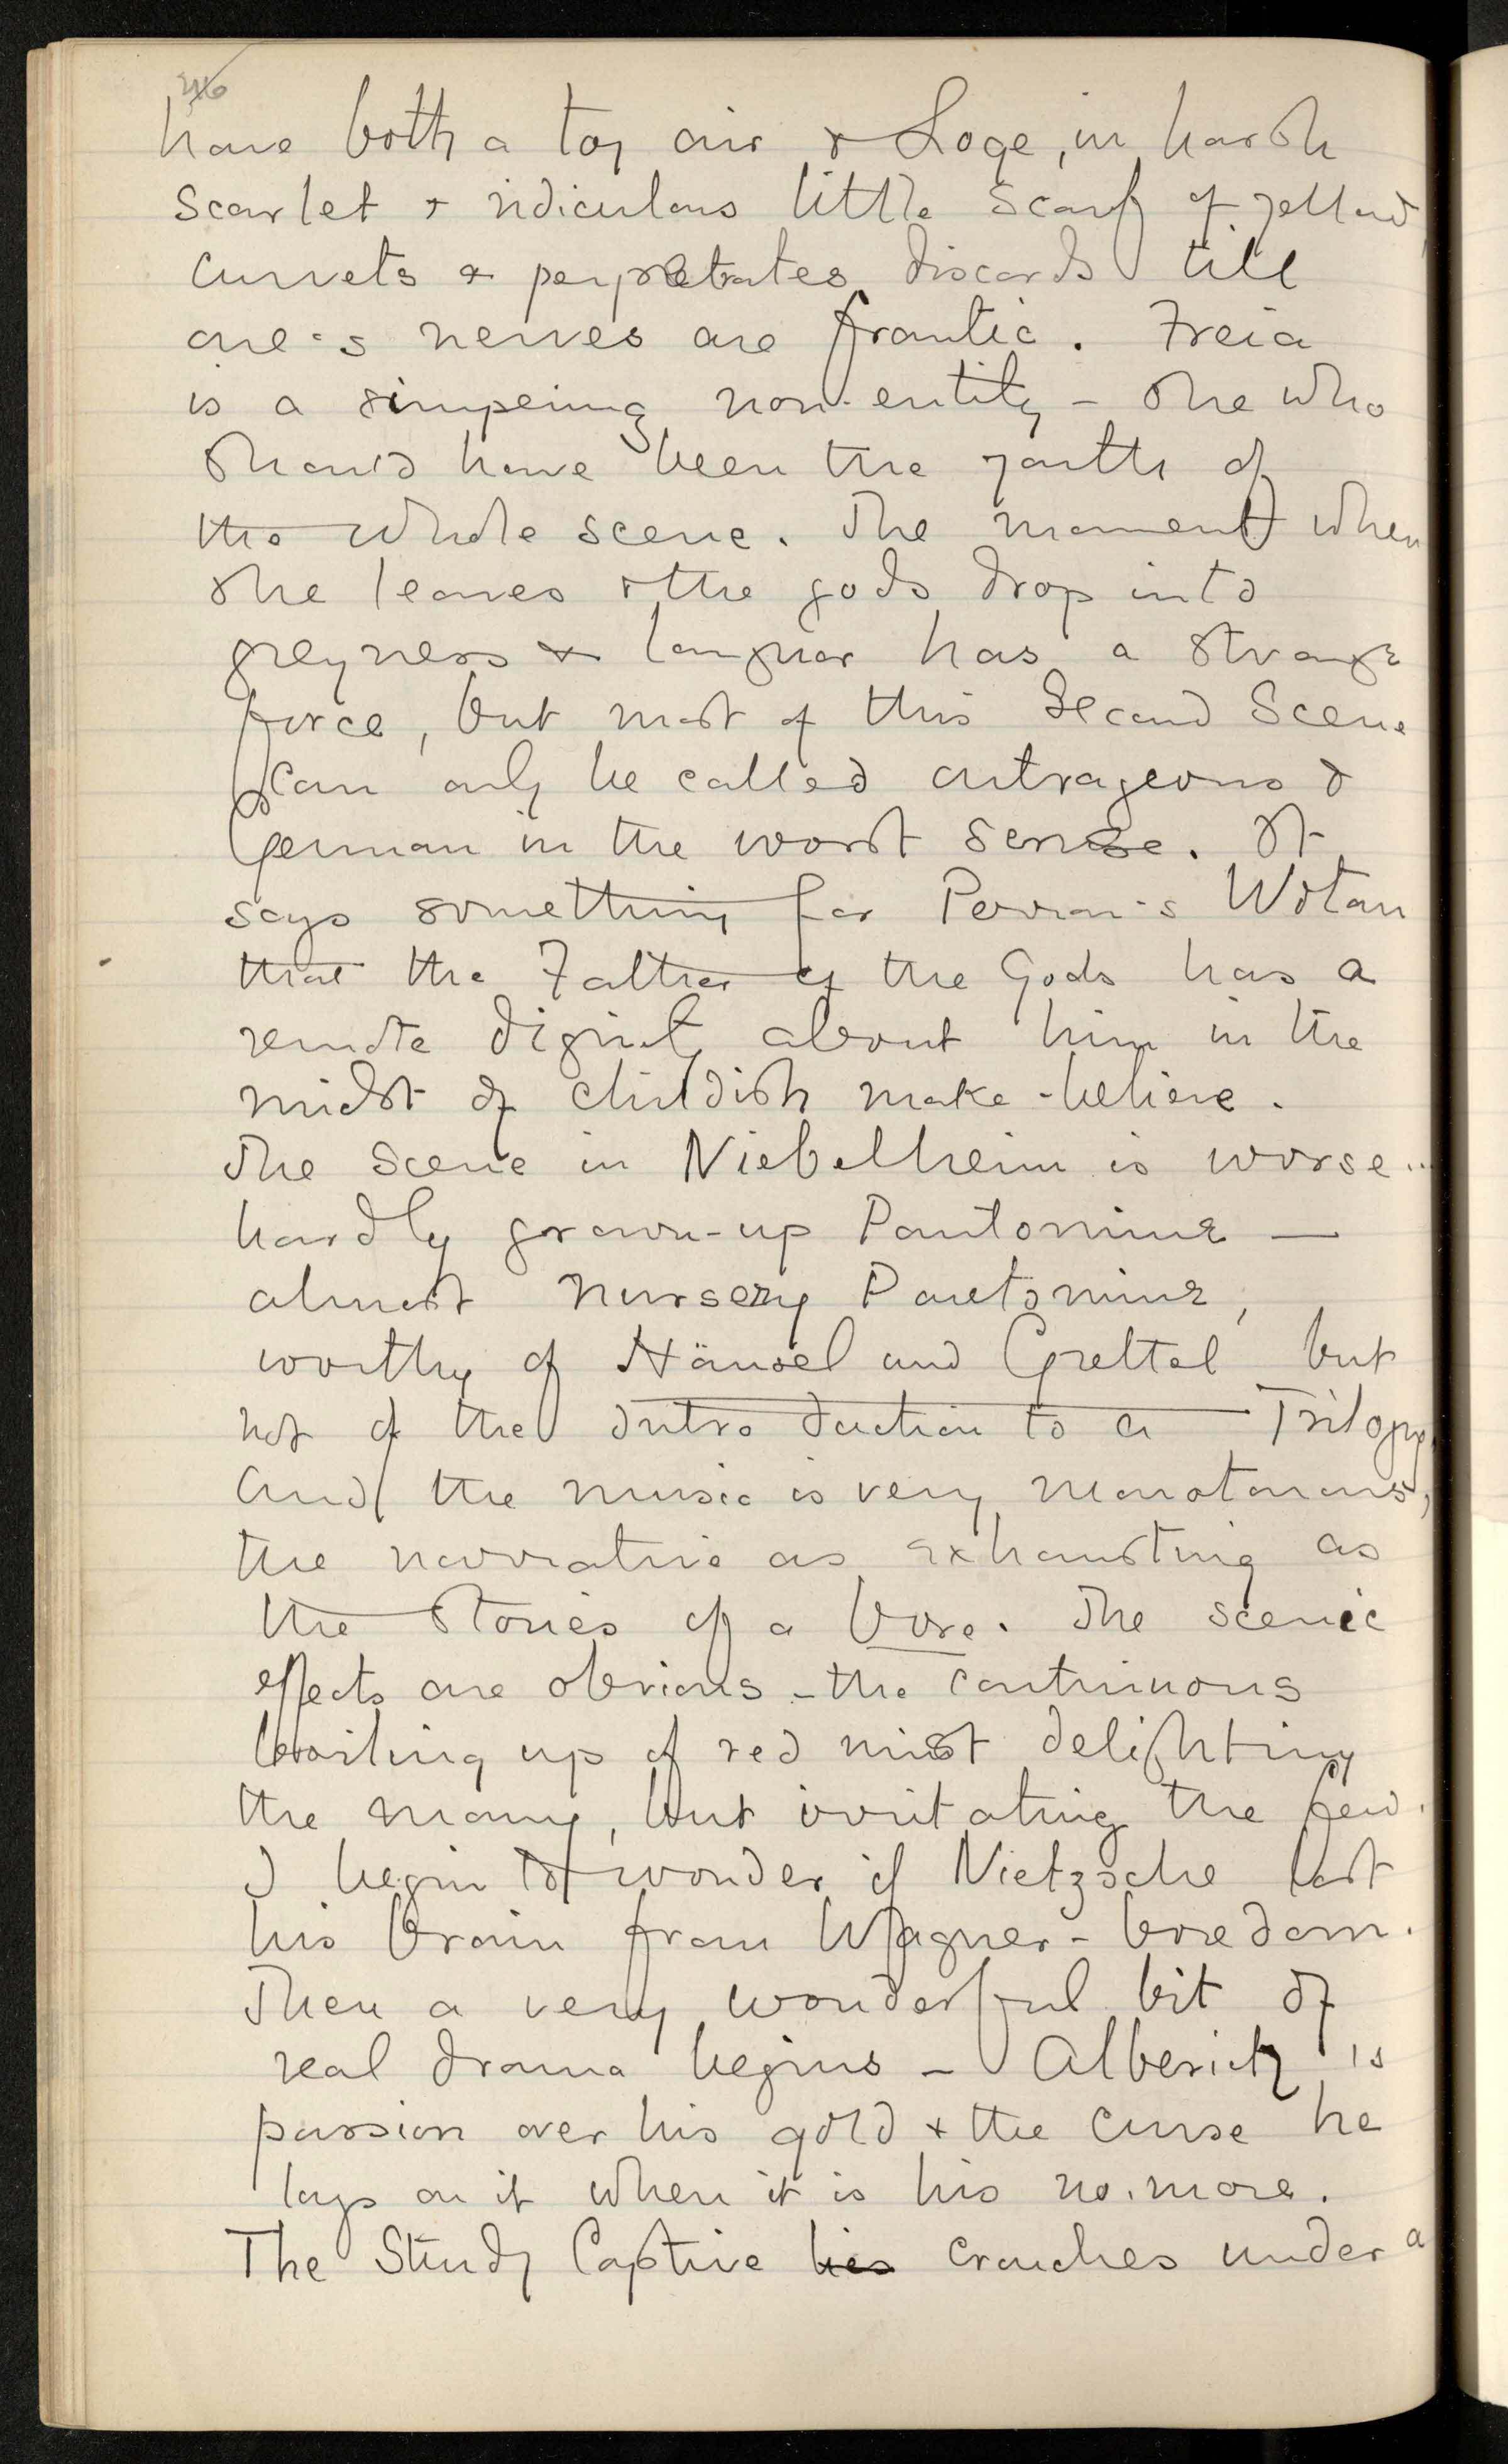 have both a toy air & Loge, in harsh
scarlet & ridiculous little scarf of yellow,
curvets & perpetrates discords till
one's nerves are frantic. Freia
is a simpering non-entity – she who
should have been the youth of
the whole scene. The moment when
she leaves & the gods drop into
greyness & languor has a strange
force, but most of this Second Scene
can only be called outrageous &
German in the worst sense. It
says something for Perron's Wotan
that the Father of the Gods has a
remote dignity about him in the
midst of childish make-believe.
The Scene in Niebelheim is worse..
hardly grown-up Pantomime —
almost nursery Pantomime,
worthy of Hänsel und Grettel but
not of the Introduction to a Trilogy,
And the music is very monotonous,
the narrative as exhausting as
the stories of a bore. The scenic
effects are obvious – the continuous
boiling up of red mist delighting
the many, but irritating the few.
I begin to wonder if Nietzsche lost
his brain from Wagner-boredom.
Then a very wonderful bit of
real drama begins – Alberich's
passion over his gold & the curse he
lays on it when it is his no more.
The Sturdy Captive lies crouches under a